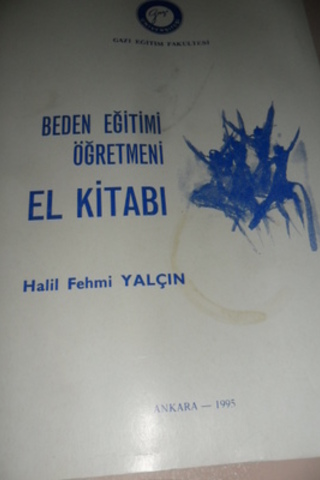 GAZİ EĞİTİM FAKÜLTESİ
BEDEN EĞİTİMİ
ÖĞRETMENİ
EL KİTABI
Halil Fehmi YALÇIN
ANKARA — 1995